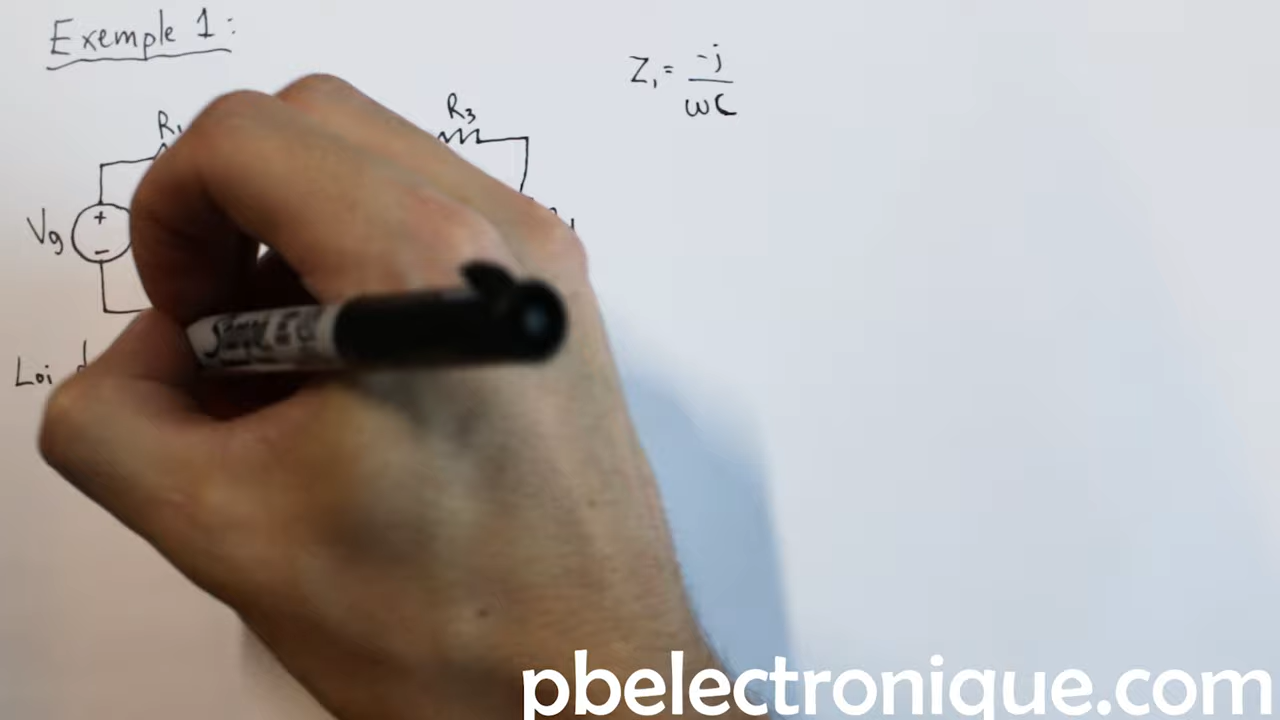 Exemple 1:
Z₁ = -j / ωC
R₁
R₃
+
Vg
-
Loi
pbelectronique.com